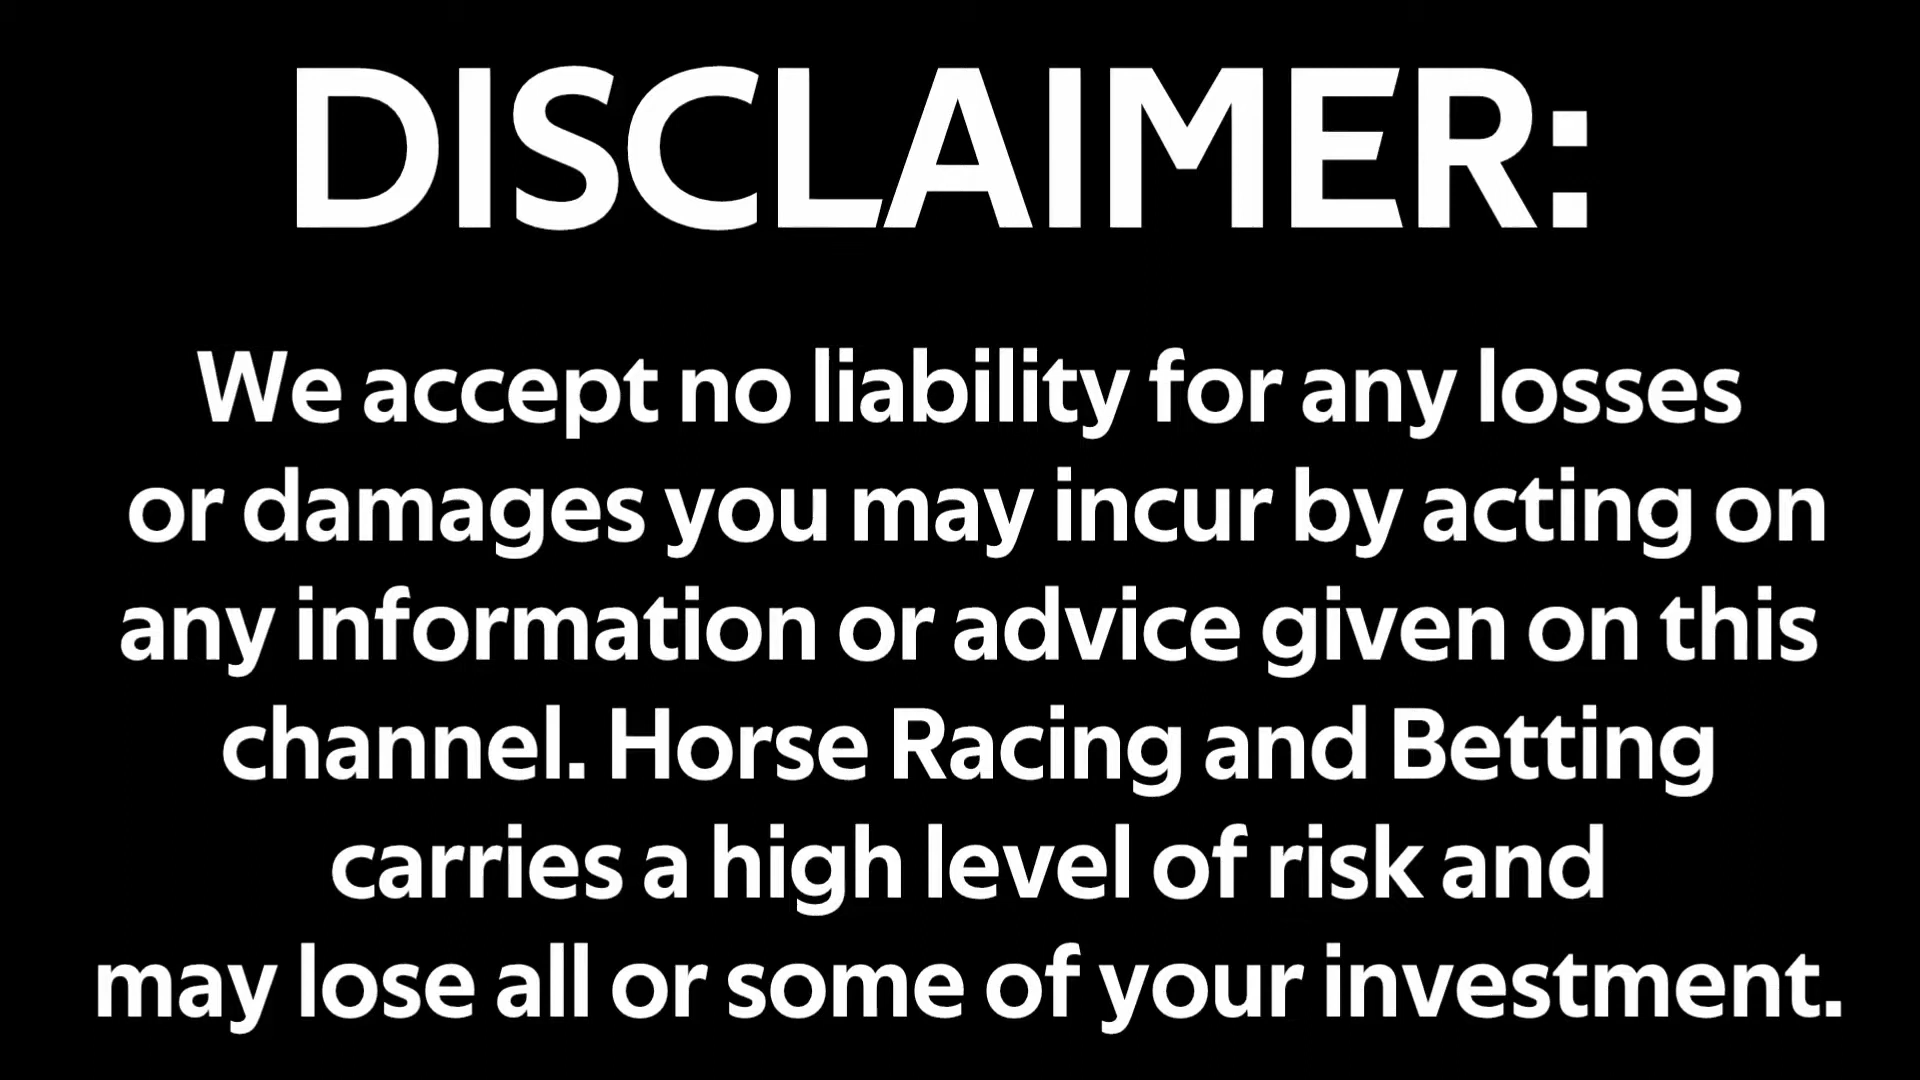 DISCLAIMER:
We accept no liability for any losses
or damages you may incur by acting on
any information or advice given on this
channel. Horse Racing and Betting
carries a high level of risk and
may lose all or some of your investment.